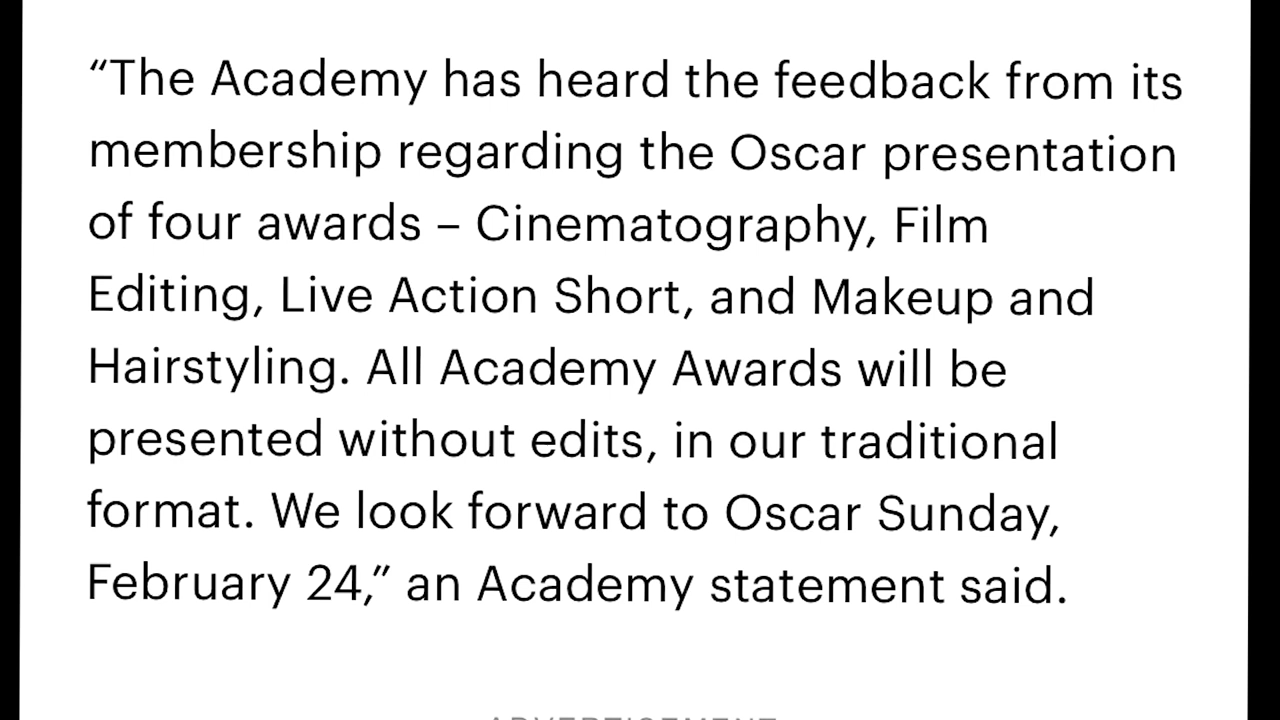 “The Academy has heard the feedback from its
membership regarding the Oscar presentation
of four awards – Cinematography, Film
Editing, Live Action Short, and Makeup and
Hairstyling. All Academy Awards will be
presented without edits, in our traditional
format. We look forward to Oscar Sunday,
February 24,” an Academy statement said.
ADVERTISEMENT